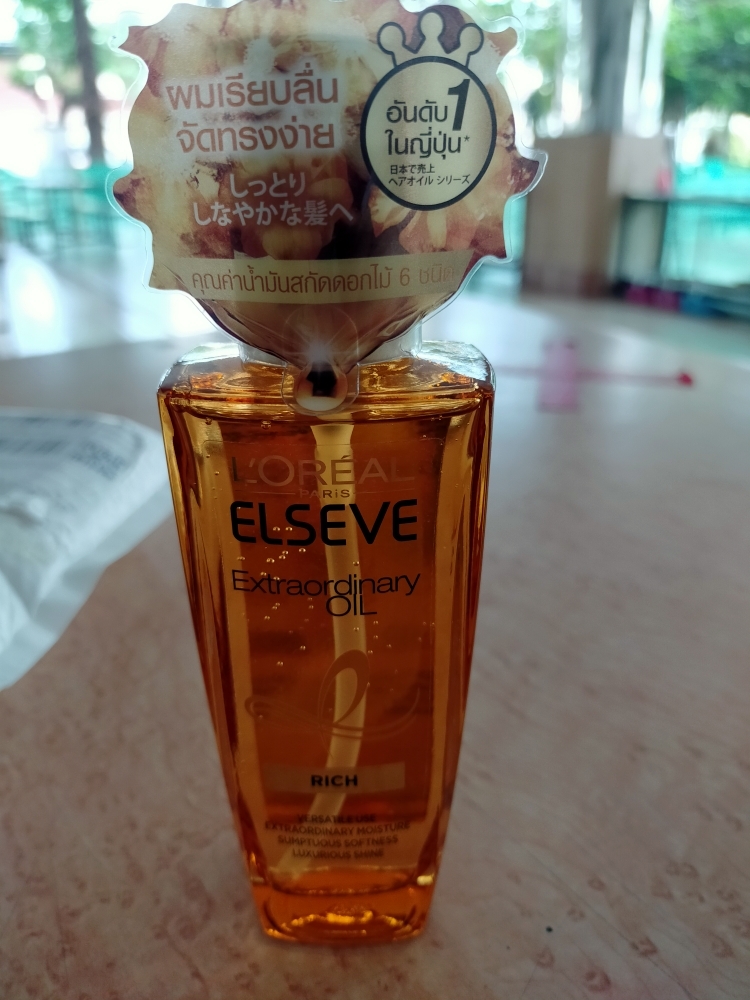 ผมเรียบลื่น
จัดทรงง่าย
しっとり
しなやかな髪へ
อันดับ 1
ในญี่ปุ่น*
日本で売上
ヘアオイル シリーズ
คุณค่าน้ำมันสกัดดอกไม้ 6 ชนิด
L'ORÉAL
PARIS
ELSEVE
Extraordinary
OIL
RICH
VERSATILE USE
EXTRAORDINARY MOISTURE
SUMPTUOUS SOFTNESS
LUXURIOUS SHINE